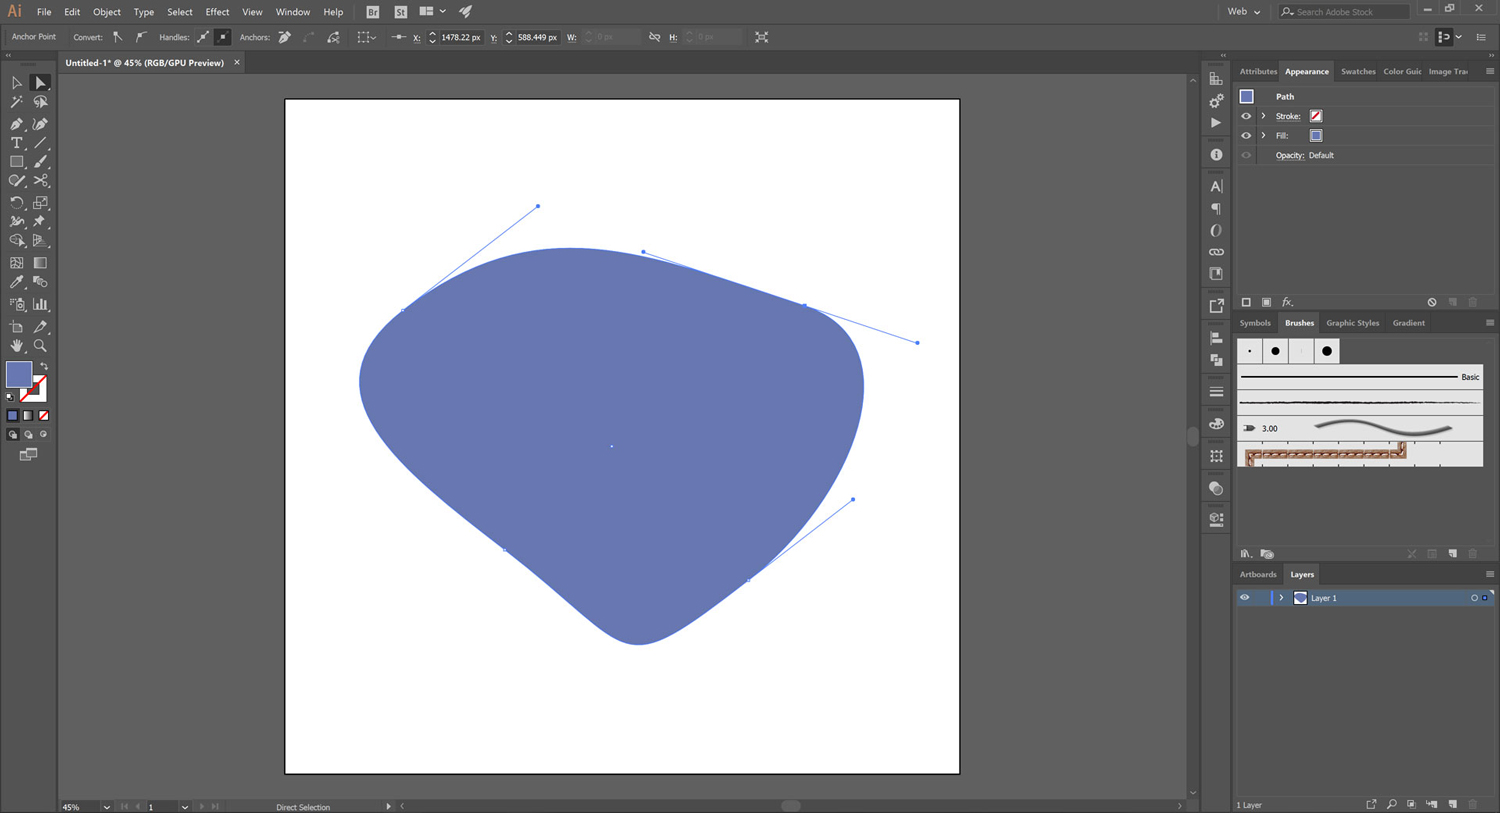 Ai File Edit Object Type Select Effect View Window Help Br St Web Search Adobe Stock
Anchor Point Convert: Handles: Anchors: X: 1478.22 px Y: 588.449 px W: 0 px H: 0 px
Untitled-1* @ 45% (RGB/GPU Preview) ×
Attributes Appearance Swatches Color Guic Image Trac
Path
Stroke:
Fill:
Opacity: Default
fx.
Symbols Brushes Graphic Styles Gradient
Basic
3.00
Artboards Layers
Layer 1
1 Layer
45% 1 Direct Selection